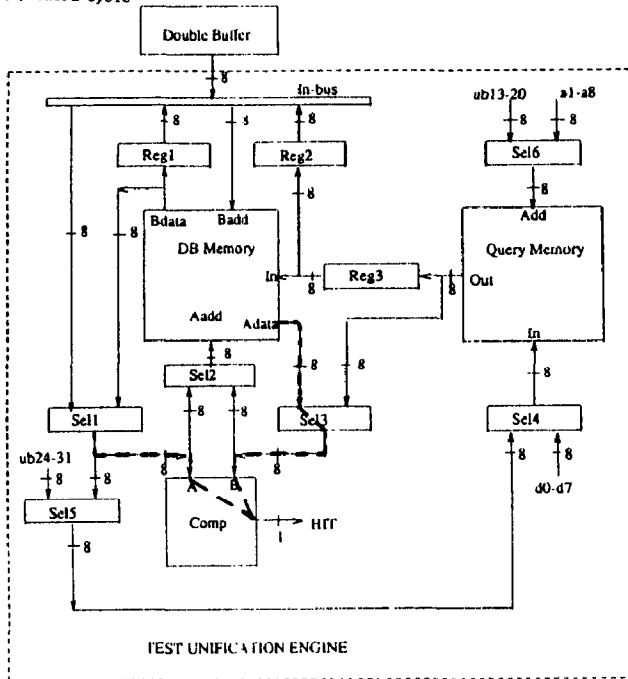 Double Buffer
8
In-bus
ub13-20 a1-a8
8 8 8 8 8
Reg1 Reg2 Sel6
8 8
Bdata Badd Add
DB Memory Query Memory
8 8
In Reg3 Out
8 8
Aadd
Adata In
8 8 8 8
Sel2
8 8
Sel1 Sel3 Sel4
ub24-31
8 8 8 8 8 8
d0-d7
A B
Sel5 Comp HIT
1
8
TEST UNIFICATION ENGINE